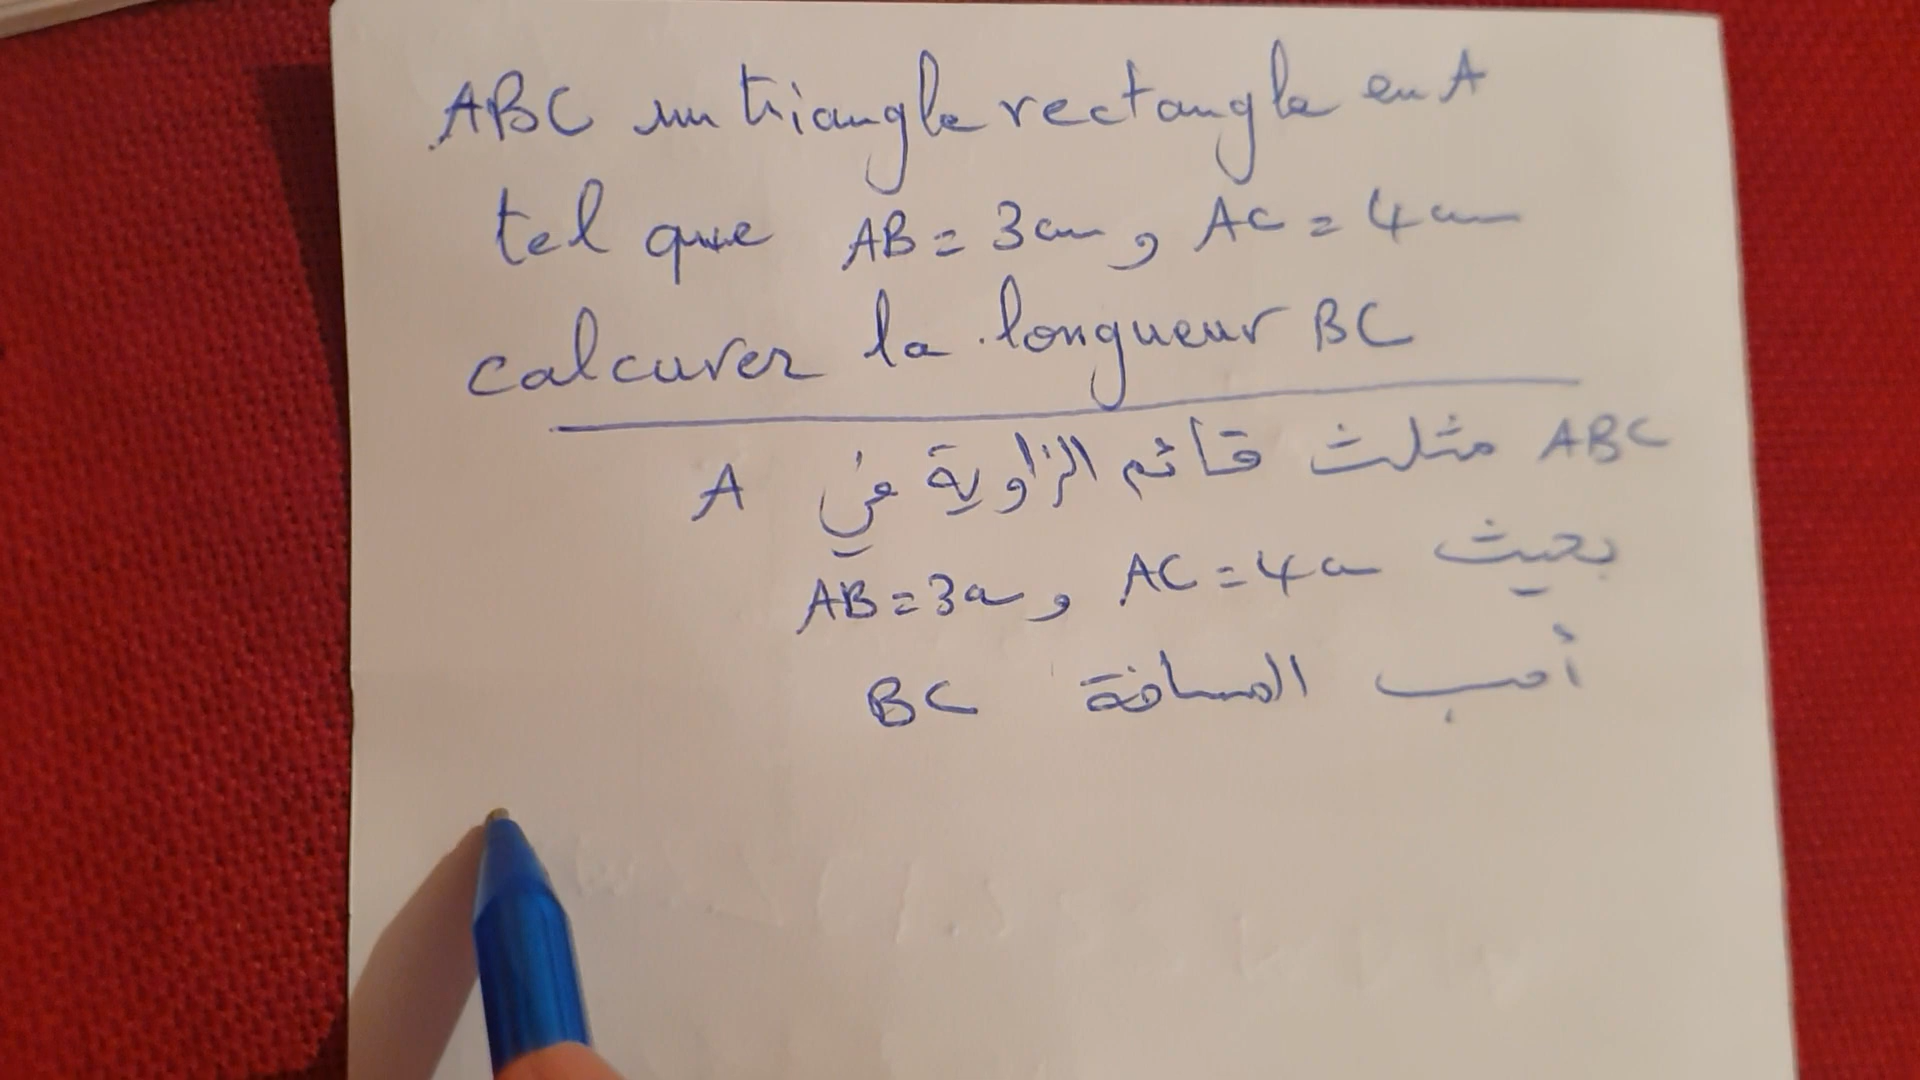 ABC un triangle rectangle en A
tel que AB = 3cm, AC = 4cm
calcurer la longueur BC
ABC مثلث قائم الزاوية في A
بحيث AB = 3cm, AC = 4cm
أحسب المسافة BC